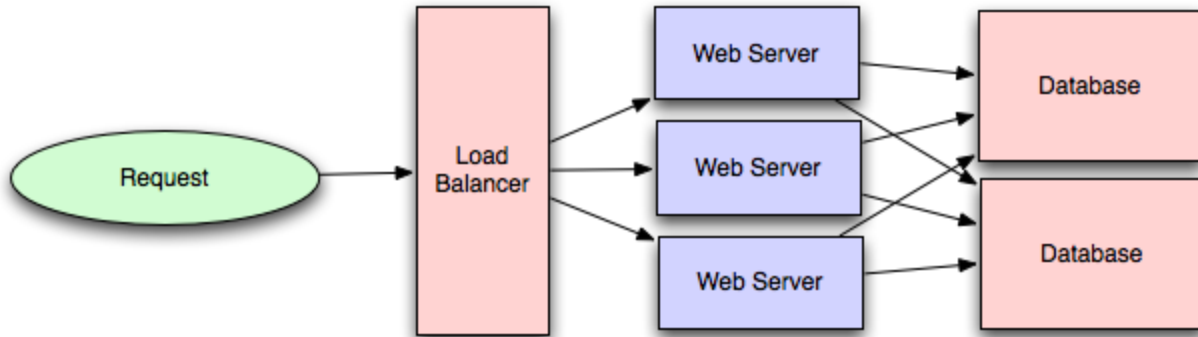 Request
Load
Balancer
Web Server
Web Server
Web Server
Database
Database